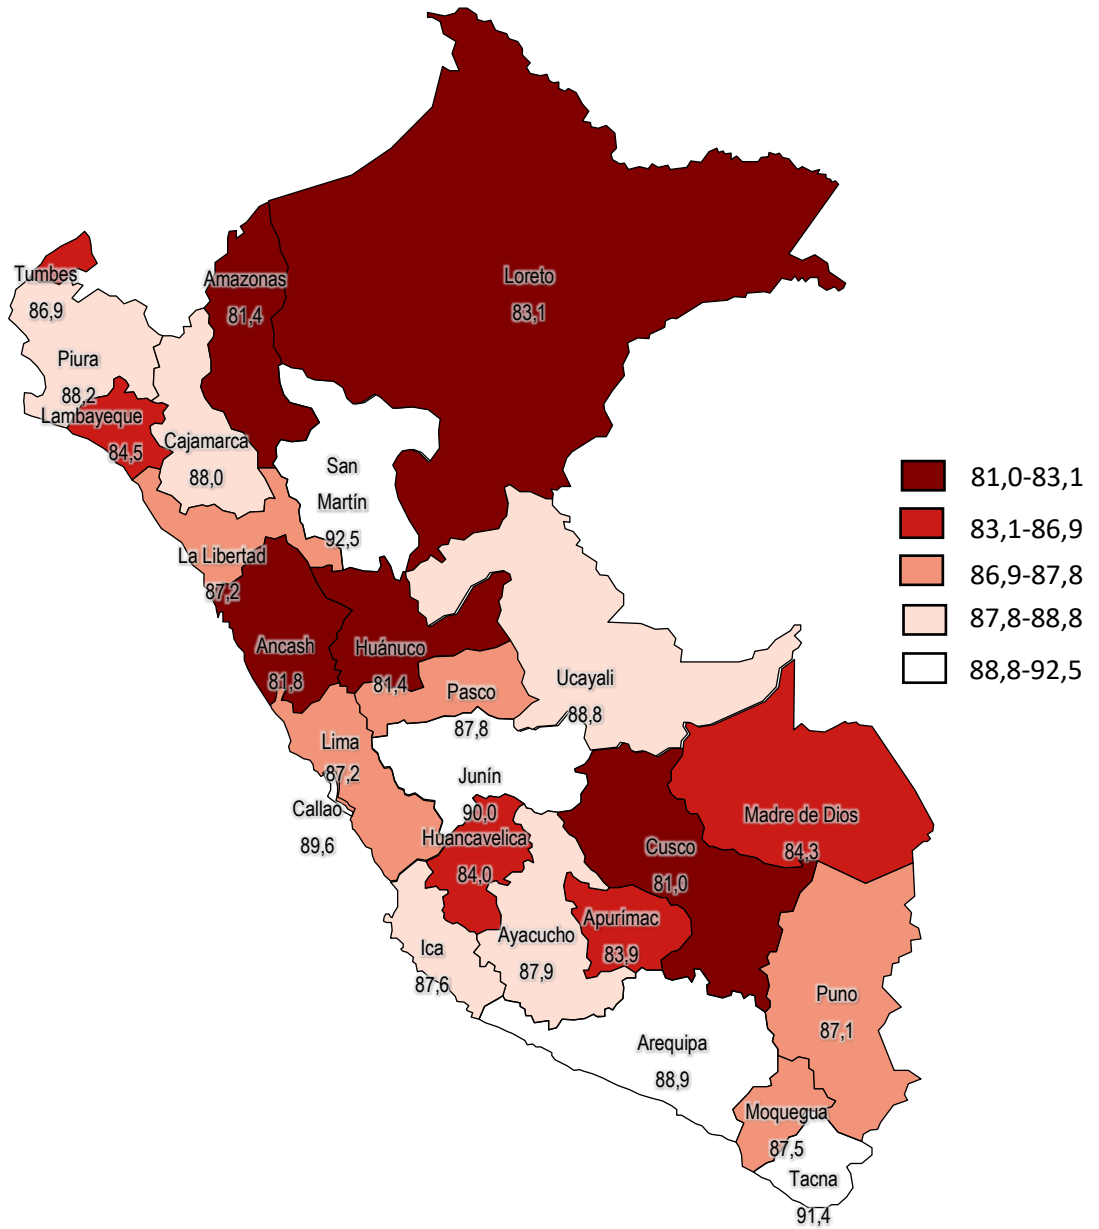 Tumbes
86,9
Amazonas
81,4
Loreto
83,1
Piura
88,2
Lambayeque
84,5
Cajamarca
88,0
San
Martín
92,5
La Libertad
87,2
Ancash
81,8
Huánuco
81,4
Pasco
87,8
Ucayali
88,8
Lima
87,2
Callao
89,6
Junín
90,0
Huancavelica
84,0
Madre de Dios
84,3
Cusco
81,0
Ica
87,6
Ayacucho
87,9
Apurímac
83,9
Puno
87,1
Arequipa
88,9
Moquegua
87,5
Tacna
91,4
81,0-83,1
83,1-86,9
86,9-87,8
87,8-88,8
88,8-92,5